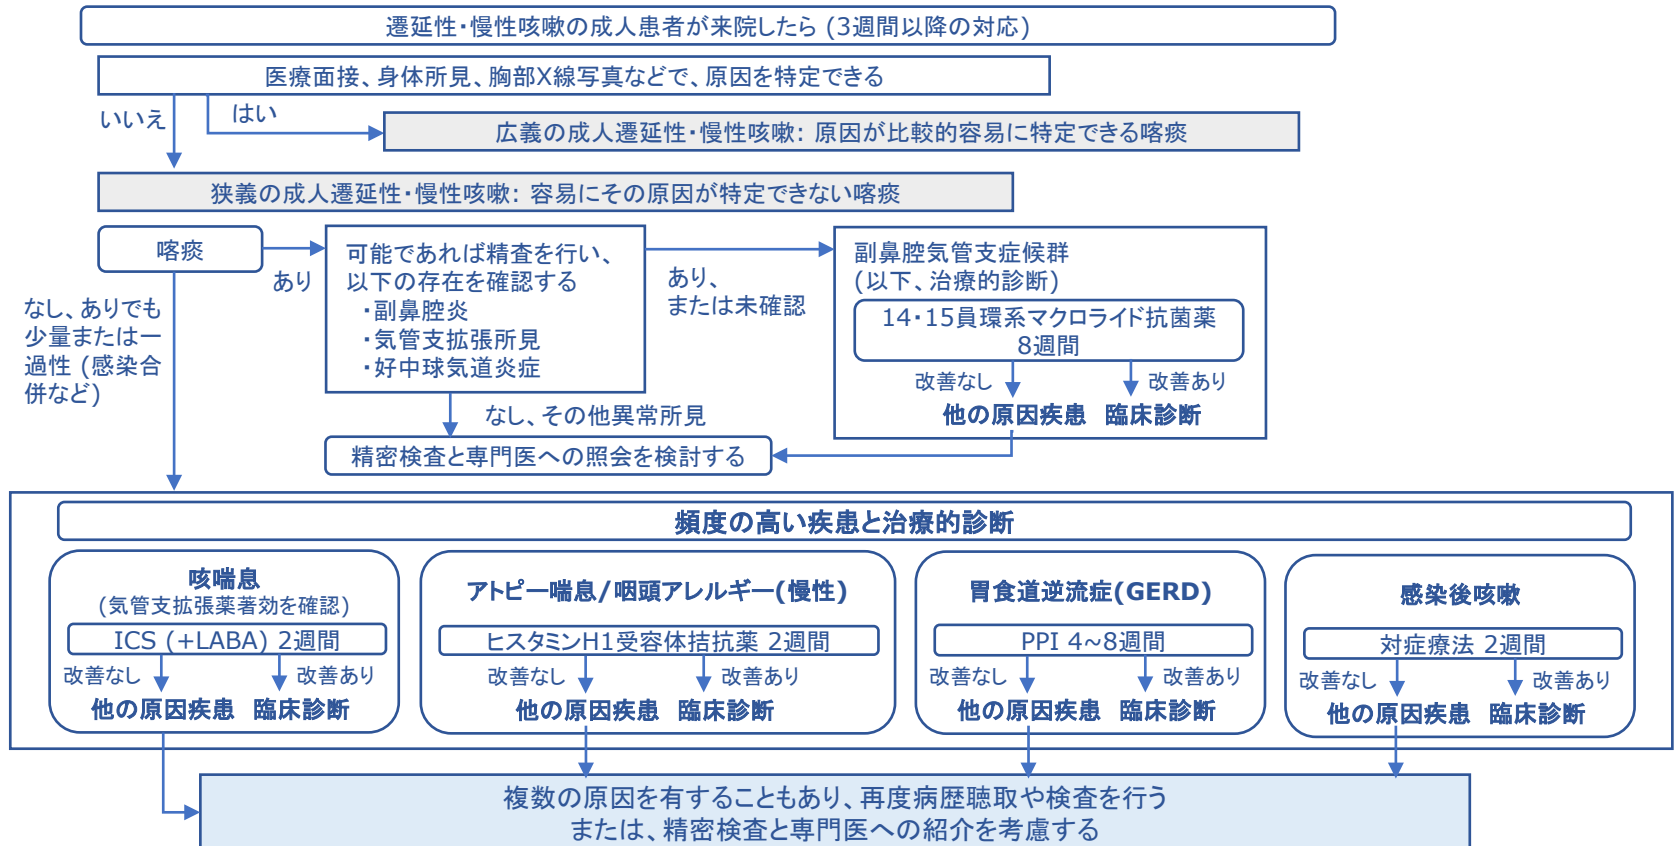 遷延性・慢性咳嗽の成人患者が来院したら (3週間以降の対応)
医療面接、身体所見、胸部X線写真などで、原因を特定できる
いいえ
はい
広義の成人遷延性・慢性咳嗽: 原因が比較的容易に特定できる喀痰
狭義の成人遷延性・慢性咳嗽: 容易にその原因が特定できない喀痰
喀痰
あり
なし、ありでも
少量または一
過性 (感染合
併など)
可能であれば精査を行い、
以下の存在を確認する
・副鼻腔炎
・気管支拡張所見
・好中球気道炎症
あり、
または未確認
なし、その他異常所見
精密検査と専門医への照会を検討する
副鼻腔気管支症候群
(以下、治療的診断)
14・15員環系マクロライド抗菌薬
8週間
改善なし
改善あり
他の原因疾患 臨床診断
頻度の高い疾患と治療的診断
咳喘息
(気管支拡張薬著効を確認)
ICS (+LABA) 2週間
改善なし
改善あり
他の原因疾患 臨床診断
アトピー喘息/咽頭アレルギー(慢性)
ヒスタミンH1受容体拮抗薬 2週間
改善なし
改善あり
他の原因疾患 臨床診断
胃食道逆流症(GERD)
PPI 4~8週間
改善なし
改善あり
他の原因疾患 臨床診断
感染後咳嗽
対症療法 2週間
改善なし
改善あり
他の原因疾患 臨床診断
複数の原因を有することもあり、再度病歴聴取や検査を行う
または、精密検査と専門医への紹介を考慮する